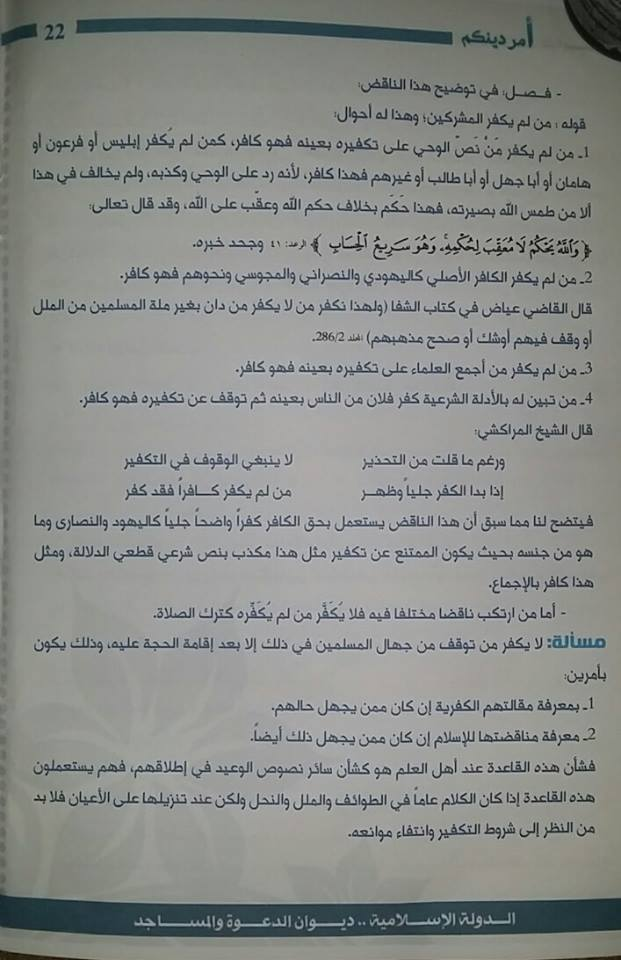 أمر دينكم
22
- فـصـل: في توضيح هذا الناقض:
قوله : من لم يكفر المشركين؛ وهذا له أحوال:
1ـ من لم يكفر مَنْ نَصّ الوحي على تكفيره بعينه فهو كافر، كمن لم يُكفر إبليس أو فرعون أو
هامان أو أبا جهل أو أبا طالب أو غيرهم فهذا كافر، لأنه رد على الوحي وكذبه، ولم يخالف في هذا
ألا من طمس الله بصيرته، فهذا حَكَم بخلاف حكم الله وعقّب على الله، وقد قال تعالى:
﴿ وَاللَّهُ يَحْكُمُ لَا مُعَقِّبَ لِحُكْمِهِ ۚ وَهُوَ سَرِيعُ الْحِسَابِ ﴾ الرعد: ٤١ وجحد خبره.
2ـ من لم يكفر الكافر الأصلي كاليهودي والنصراني والمجوسي ونحوهم فهو كافر.
قال القاضي عياض في كتاب الشفا (ولهذا نكفر من لا يكفر من دان بغير ملة المسلمين من الملل
أو وقف فيهم أوشك أو صحح مذهبهم) المجلد 286/2.
3ـ من لم يكفر من أجمع العلماء على تكفيره بعينه فهو كافر.
4ـ من تبين له بالأدلة الشرعية كفر فلان من الناس بعينه ثم توقف عن تكفيره فهو كافر.
قال الشيخ المراكشي:
ورغم ما قلت من التحذير لا ينبغي الوقوف في التكفير
إذا بدا الكفر جلياً وظهـر من لم يكفر كـافـراً فقد كفر
فيتضح لنا مما سبق أن هذا الناقض يستعمل بحق الكافر كفراً واضحاً جلياً كاليهود والنصارى وما
هو من جنسه بحيث يكون الممتنع عن تكفير مثل هذا مكذب بنص شرعي قطعي الدلالة، ومثل
هذا كافر بالإجماع.
- أما من ارتكب ناقضا مختلفا فيه فلا يُكفَّر من لم يُكَفِّره كترك الصلاة.
مسألة: لا يكفر من توقف من جهال المسلمين في ذلك إلا بعد إقامة الحجة عليه، وذلك يكون
بأمرين:
1ـ بمعرفة مقالتهم الكفرية إن كان ممن يجهل حالهم.
2ـ معرفة مناقضتها للإسلام إن كان ممن يجهل ذلك أيضاً.
فشأن هذه القاعدة عند أهل العلم هو كشأن سائر نصوص الوعيد في إطلاقهم، فهم يستعملون
هذه القاعدة إذا كان الكلام عاماً في الطوائف والملل والنحل ولكن عند تنزيلها على الأعيان فلا بد
من النظر إلى شروط التكفير وانتفاء موانعه.
الـدولة الإسـلامية .. ديـوان الدعـوة والمسـاجد